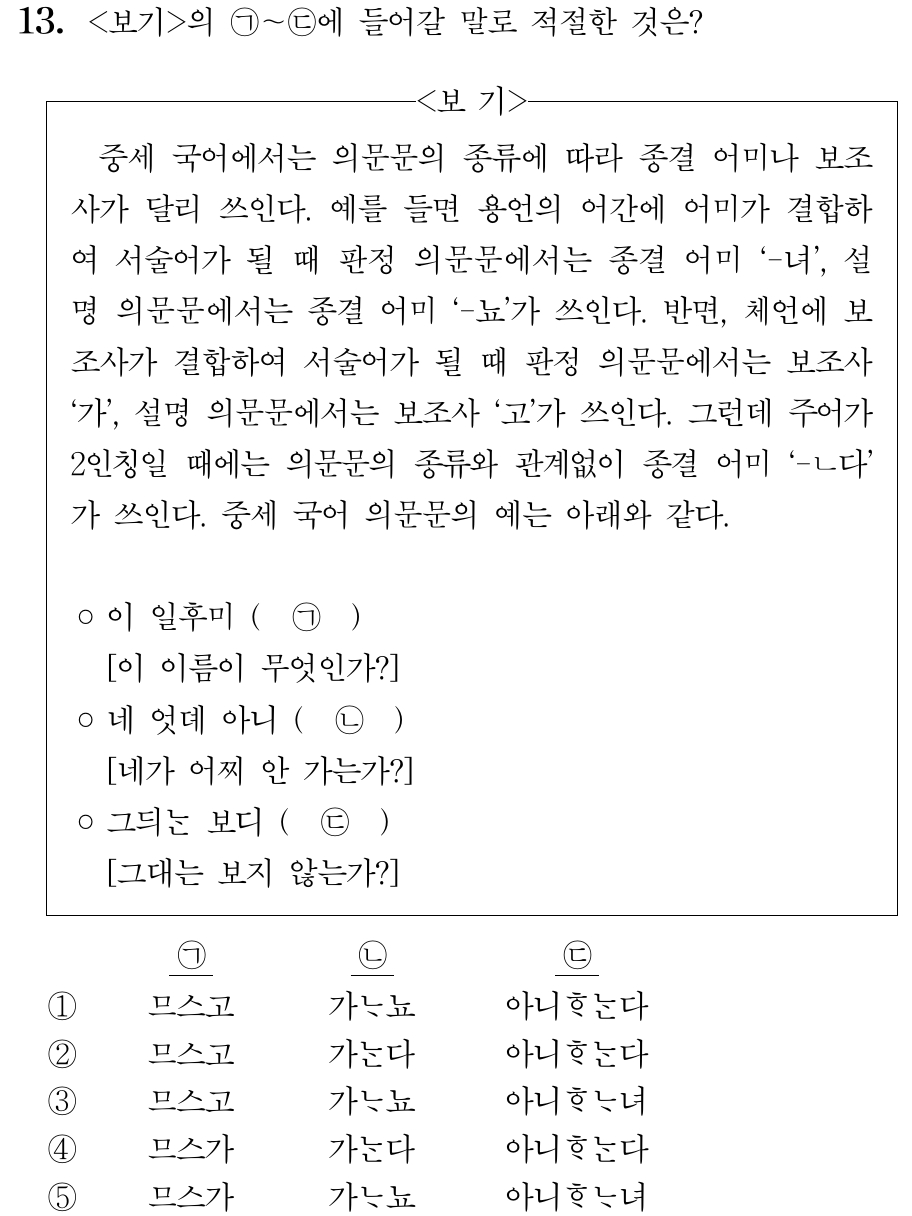 13. <보기>의 ㉠~㉢에 들어갈 말로 적절한 것은?
<보 기>
중세 국어에서는 의문문의 종류에 따라 종결 어미나 보조
사가 달리 쓰인다. 예를 들면 용언의 어간에 어미가 결합하
여 서술어가 될 때 판정 의문문에서는 종결 어미 ‘-녀’, 설
명 의문문에서는 종결 어미 ‘-뇨’가 쓰인다. 반면, 체언에 보
조사가 결합하여 서술어가 될 때 판정 의문문에서는 보조사
‘가’, 설명 의문문에서는 보조사 ‘고’가 쓰인다. 그런데 주어가
2인칭일 때에는 의문문의 종류와 관계없이 종결 어미 ‘-ㄴ다’
가 쓰인다. 중세 국어 의문문의 예는 아래와 같다.
○ 이 일후미 ( ㉠ )
[이 이름이 무엇인가?]
○ 네 엇뎨 아니 ( ㉡ )
[네가 어찌 안 가는가?]
○ 그듸ᄂᆞᆫ 보디 ( ㉢ )
[그대는 보지 않는가?]
㉠ ㉡ ㉢
① 므스고 가ᄂᆞ뇨 아니ᄒᆞᄂᆞᆫ다
② 므스고 가ᄂᆞᆫ다 아니ᄒᆞᄂᆞᆫ다
③ 므스고 가ᄂᆞ뇨 아니ᄒᆞᄂᆞ녀
④ 므스가 가ᄂᆞᆫ다 아니ᄒᆞᄂᆞᆫ다
⑤ 므스가 가ᄂᆞ뇨 아니ᄒᆞᄂᆞ녀